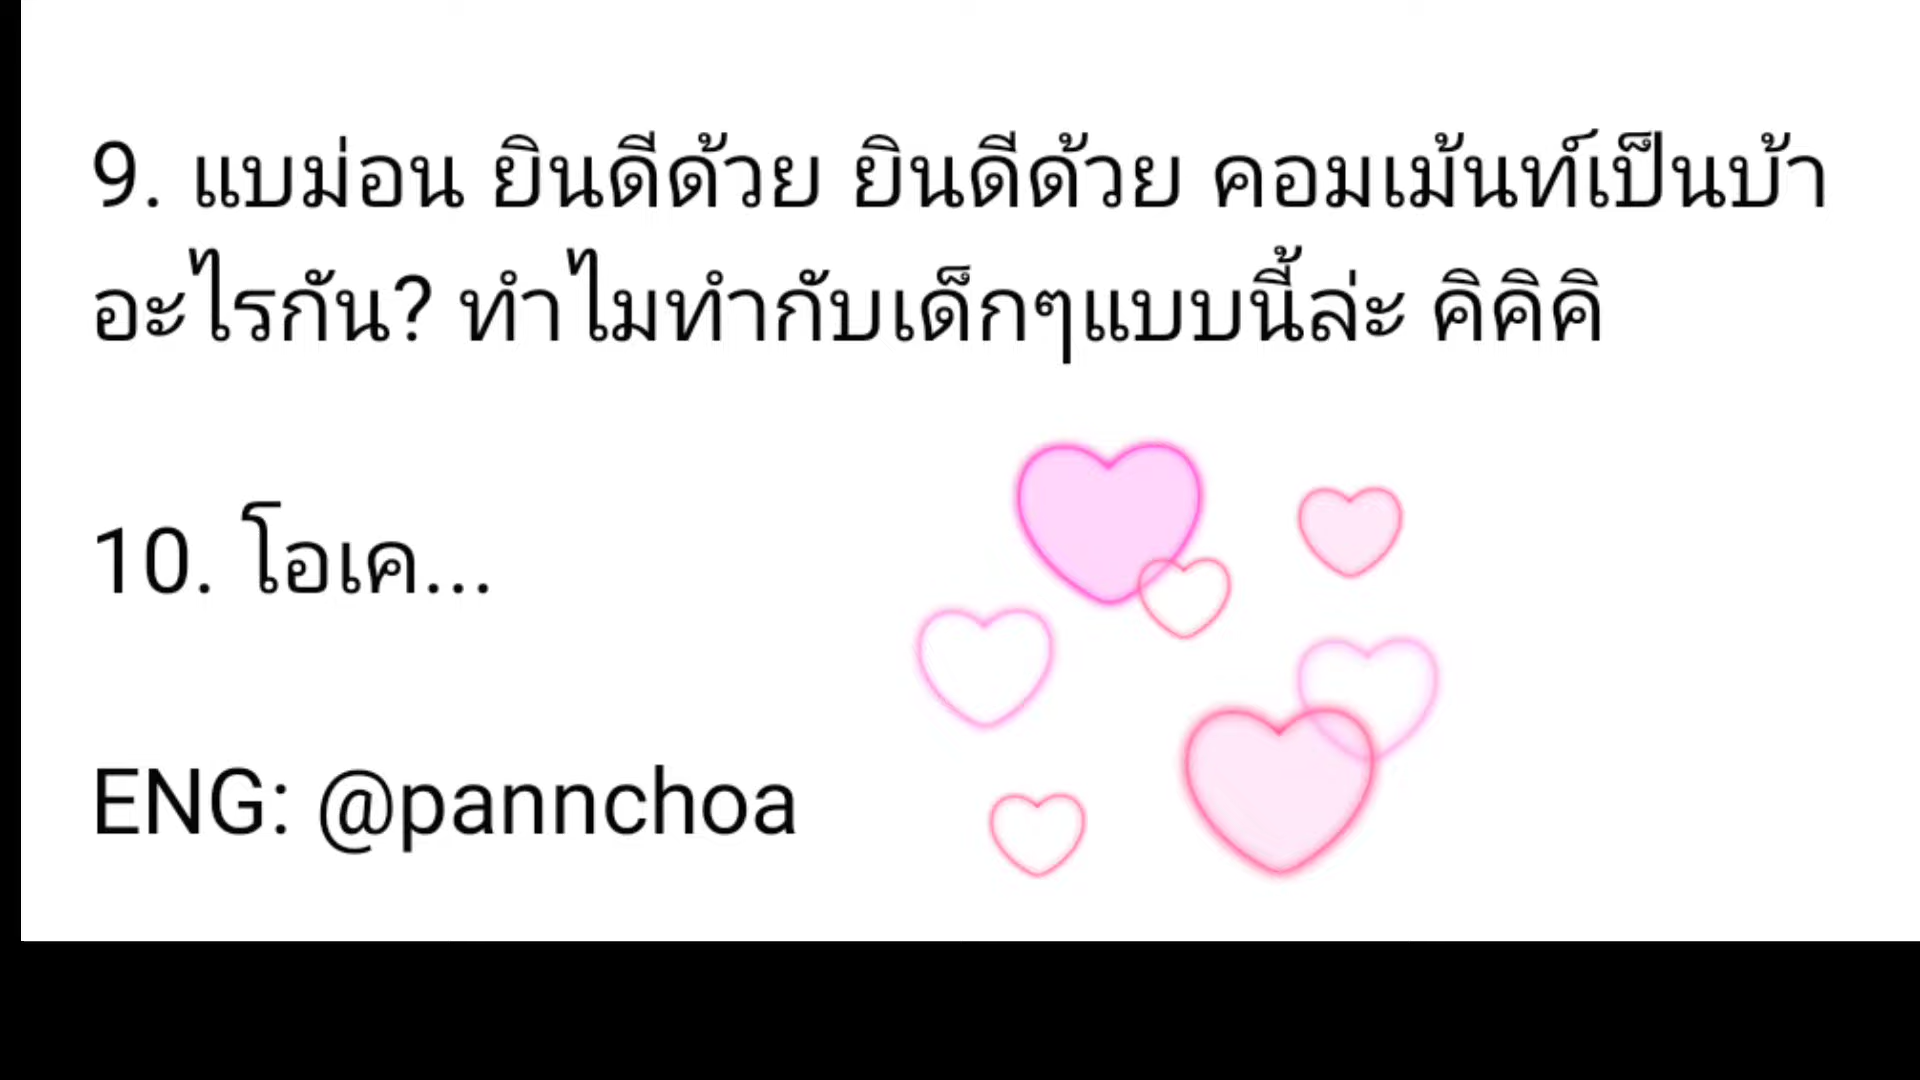 9. แบม่อน ยินดีด้วย ยินดีด้วย คอมเม้นท์เป็นบ้า
อะไรกัน? ทำไมทำกับเด็กๆแบบนี้ล่ะ คิคิคิ
10. โอเค...
ENG: @pannchoa